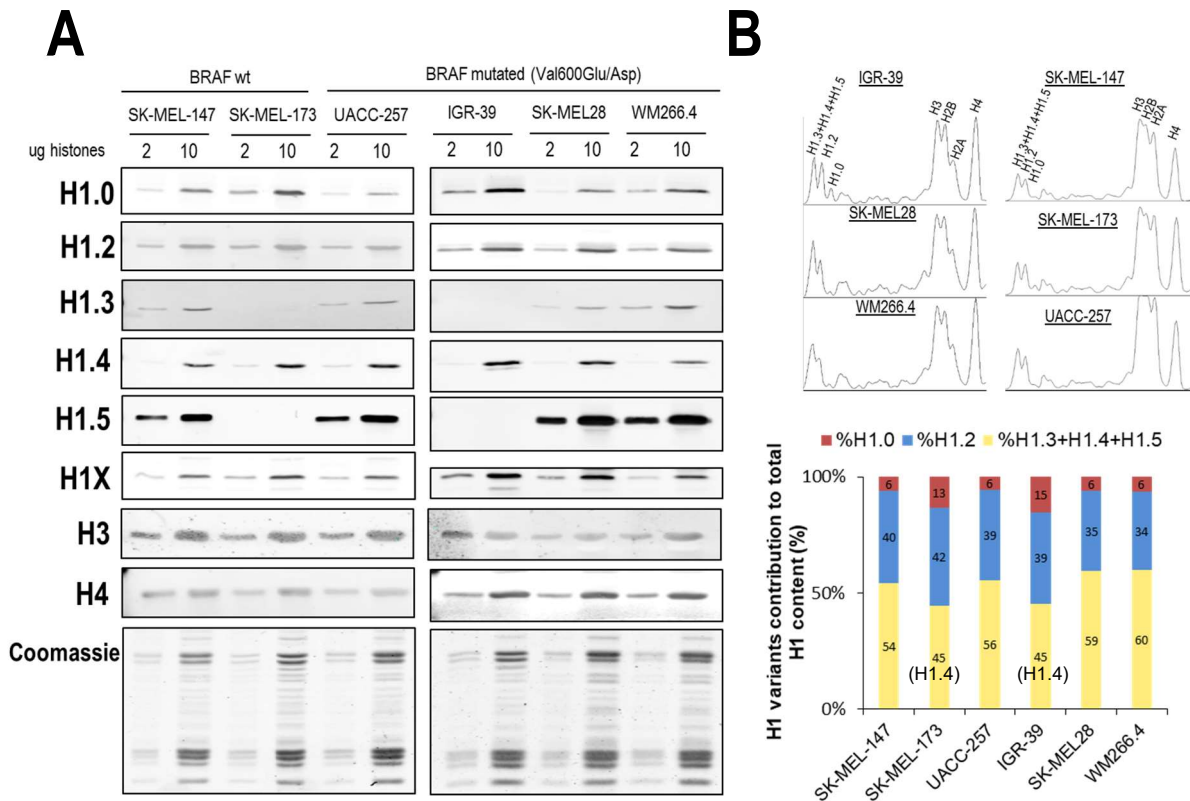 A
BRAF wt
BRAF mutated (Val600Glu/Asp)
SK-MEL-147 SK-MEL-173 UACC-257 IGR-39 SK-MEL28 WM266.4
ug histones 2 10 2 10 2 10 2 10 2 10 2 10
H1.0
H1.2
H1.3
H1.4
H1.5
H1X
H3
H4
Coomassie
B
IGR-39
H1.3+H1.4+H1.5
H1.2
H1.0
H3
H2B
H2A
H4
SK-MEL-147
H1.3+H1.4+H1.5
H1.2
H1.0
H3
H2B
H2A
H4
SK-MEL28
SK-MEL-173
WM266.4
UACC-257
%H1.0 %H1.2 %H1.3+H1.4+H1.5
H1 variants contribution to total
H1 content (%)
100%
50%
0%
6 13 6 15 6 6
40 42 39 39 35 34
54 45 56 45 59 60
(H1.4) (H1.4)
SK-MEL-147
SK-MEL-173
UACC-257
IGR-39
SK-MEL28
WM266.4